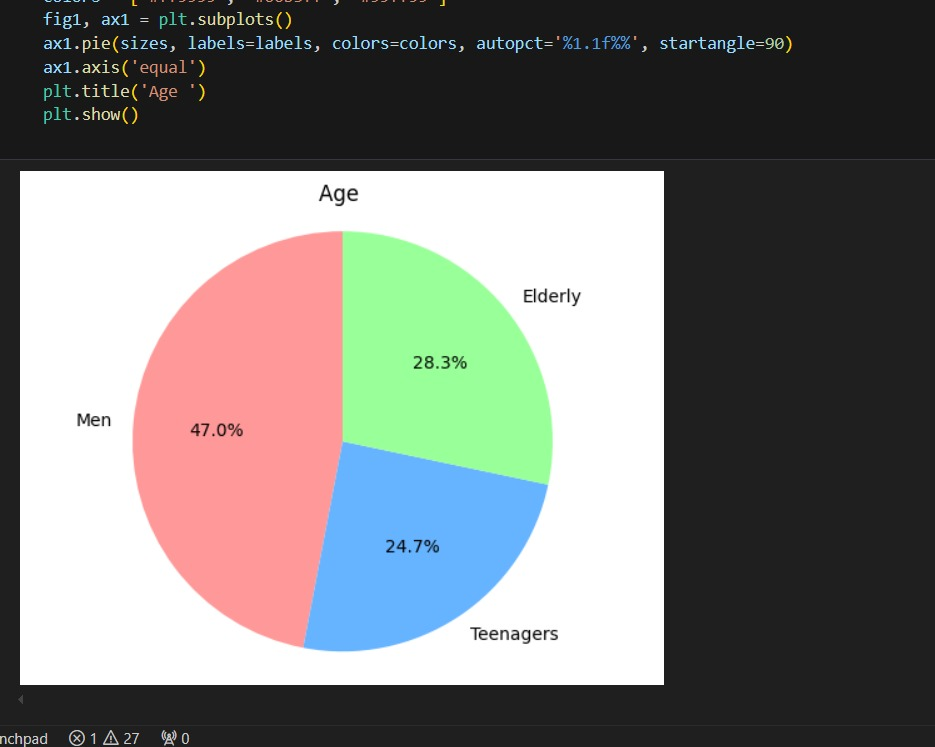 fig1, ax1 = plt.subplots()
ax1.pie(sizes, labels=labels, colors=colors, autopct='%1.1f%%', startangle=90)
ax1.axis('equal')
plt.title('Age ')
plt.show()
Age
Elderly
28.3%
Men
47.0%
24.7%
Teenagers
nchpad 1 27 0